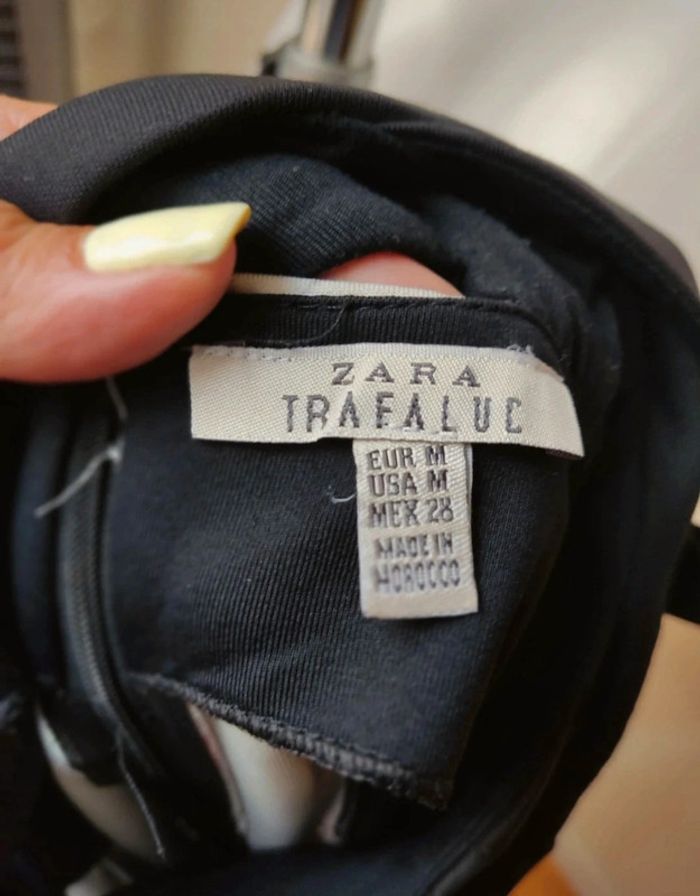 ZARA
TRAFALUC
EUR M
USA M
MEX 28
MADE IN
MOROCCO